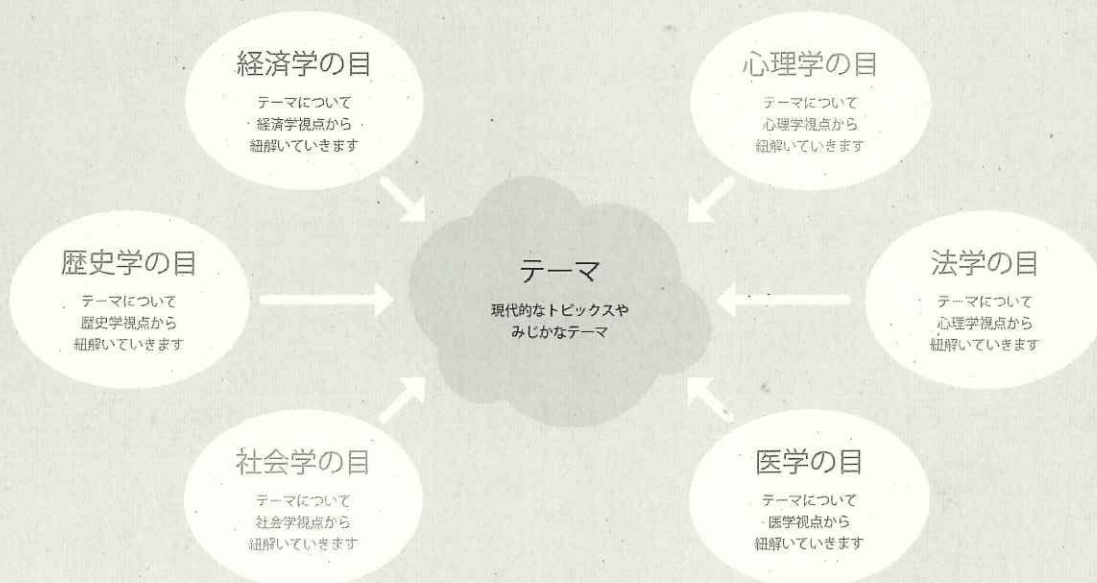 経済学の目
テーマについて
経済学視点から
紐解いていきます
心理学の目
テーマについて
心理学視点から
紐解いていきます
歴史学の目
テーマについて
歴史学視点から
紐解いていきます
テーマ
現代的なトピックスや
みじかなテーマ
法学の目
テーマについて
心理学視点から
紐解いていきます
社会学の目
テーマについて
社会学視点から
紐解いていきます
医学の目
テーマについて
医学視点から
紐解いていきます